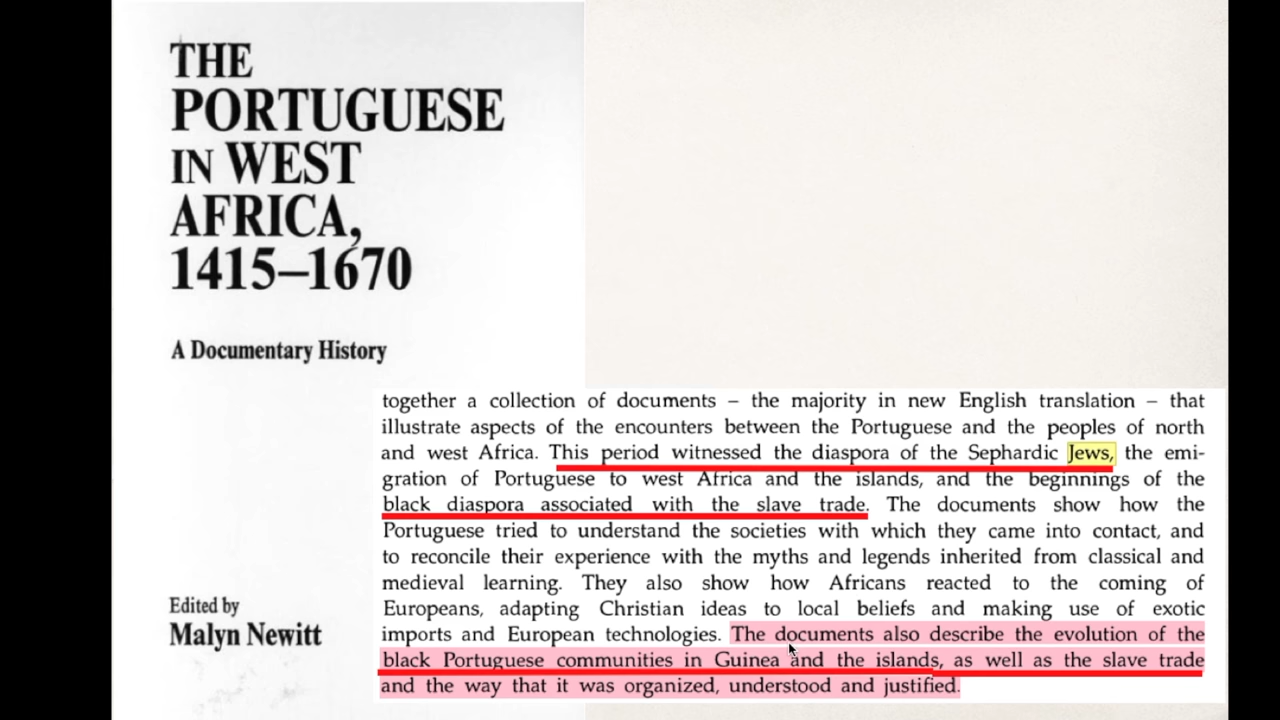 THE
PORTUGUESE
IN WEST
AFRICA,
1415–1670
A Documentary History
Edited by
Malyn Newitt
together a collection of documents – the majority in new English translation – that
illustrate aspects of the encounters between the Portuguese and the peoples of north
and west Africa. This period witnessed the diaspora of the Sephardic Jews, the emi-
gration of Portuguese to west Africa and the islands, and the beginnings of the
black diaspora associated with the slave trade. The documents show how the
Portuguese tried to understand the societies with which they came into contact, and
to reconcile their experience with the myths and legends inherited from classical and
medieval learning. They also show how Africans reacted to the coming of
Europeans, adapting Christian ideas to local beliefs and making use of exotic
imports and European technologies. The documents also describe the evolution of the
black Portuguese communities in Guinea and the islands, as well as the slave trade
and the way that it was organized, understood and justified.